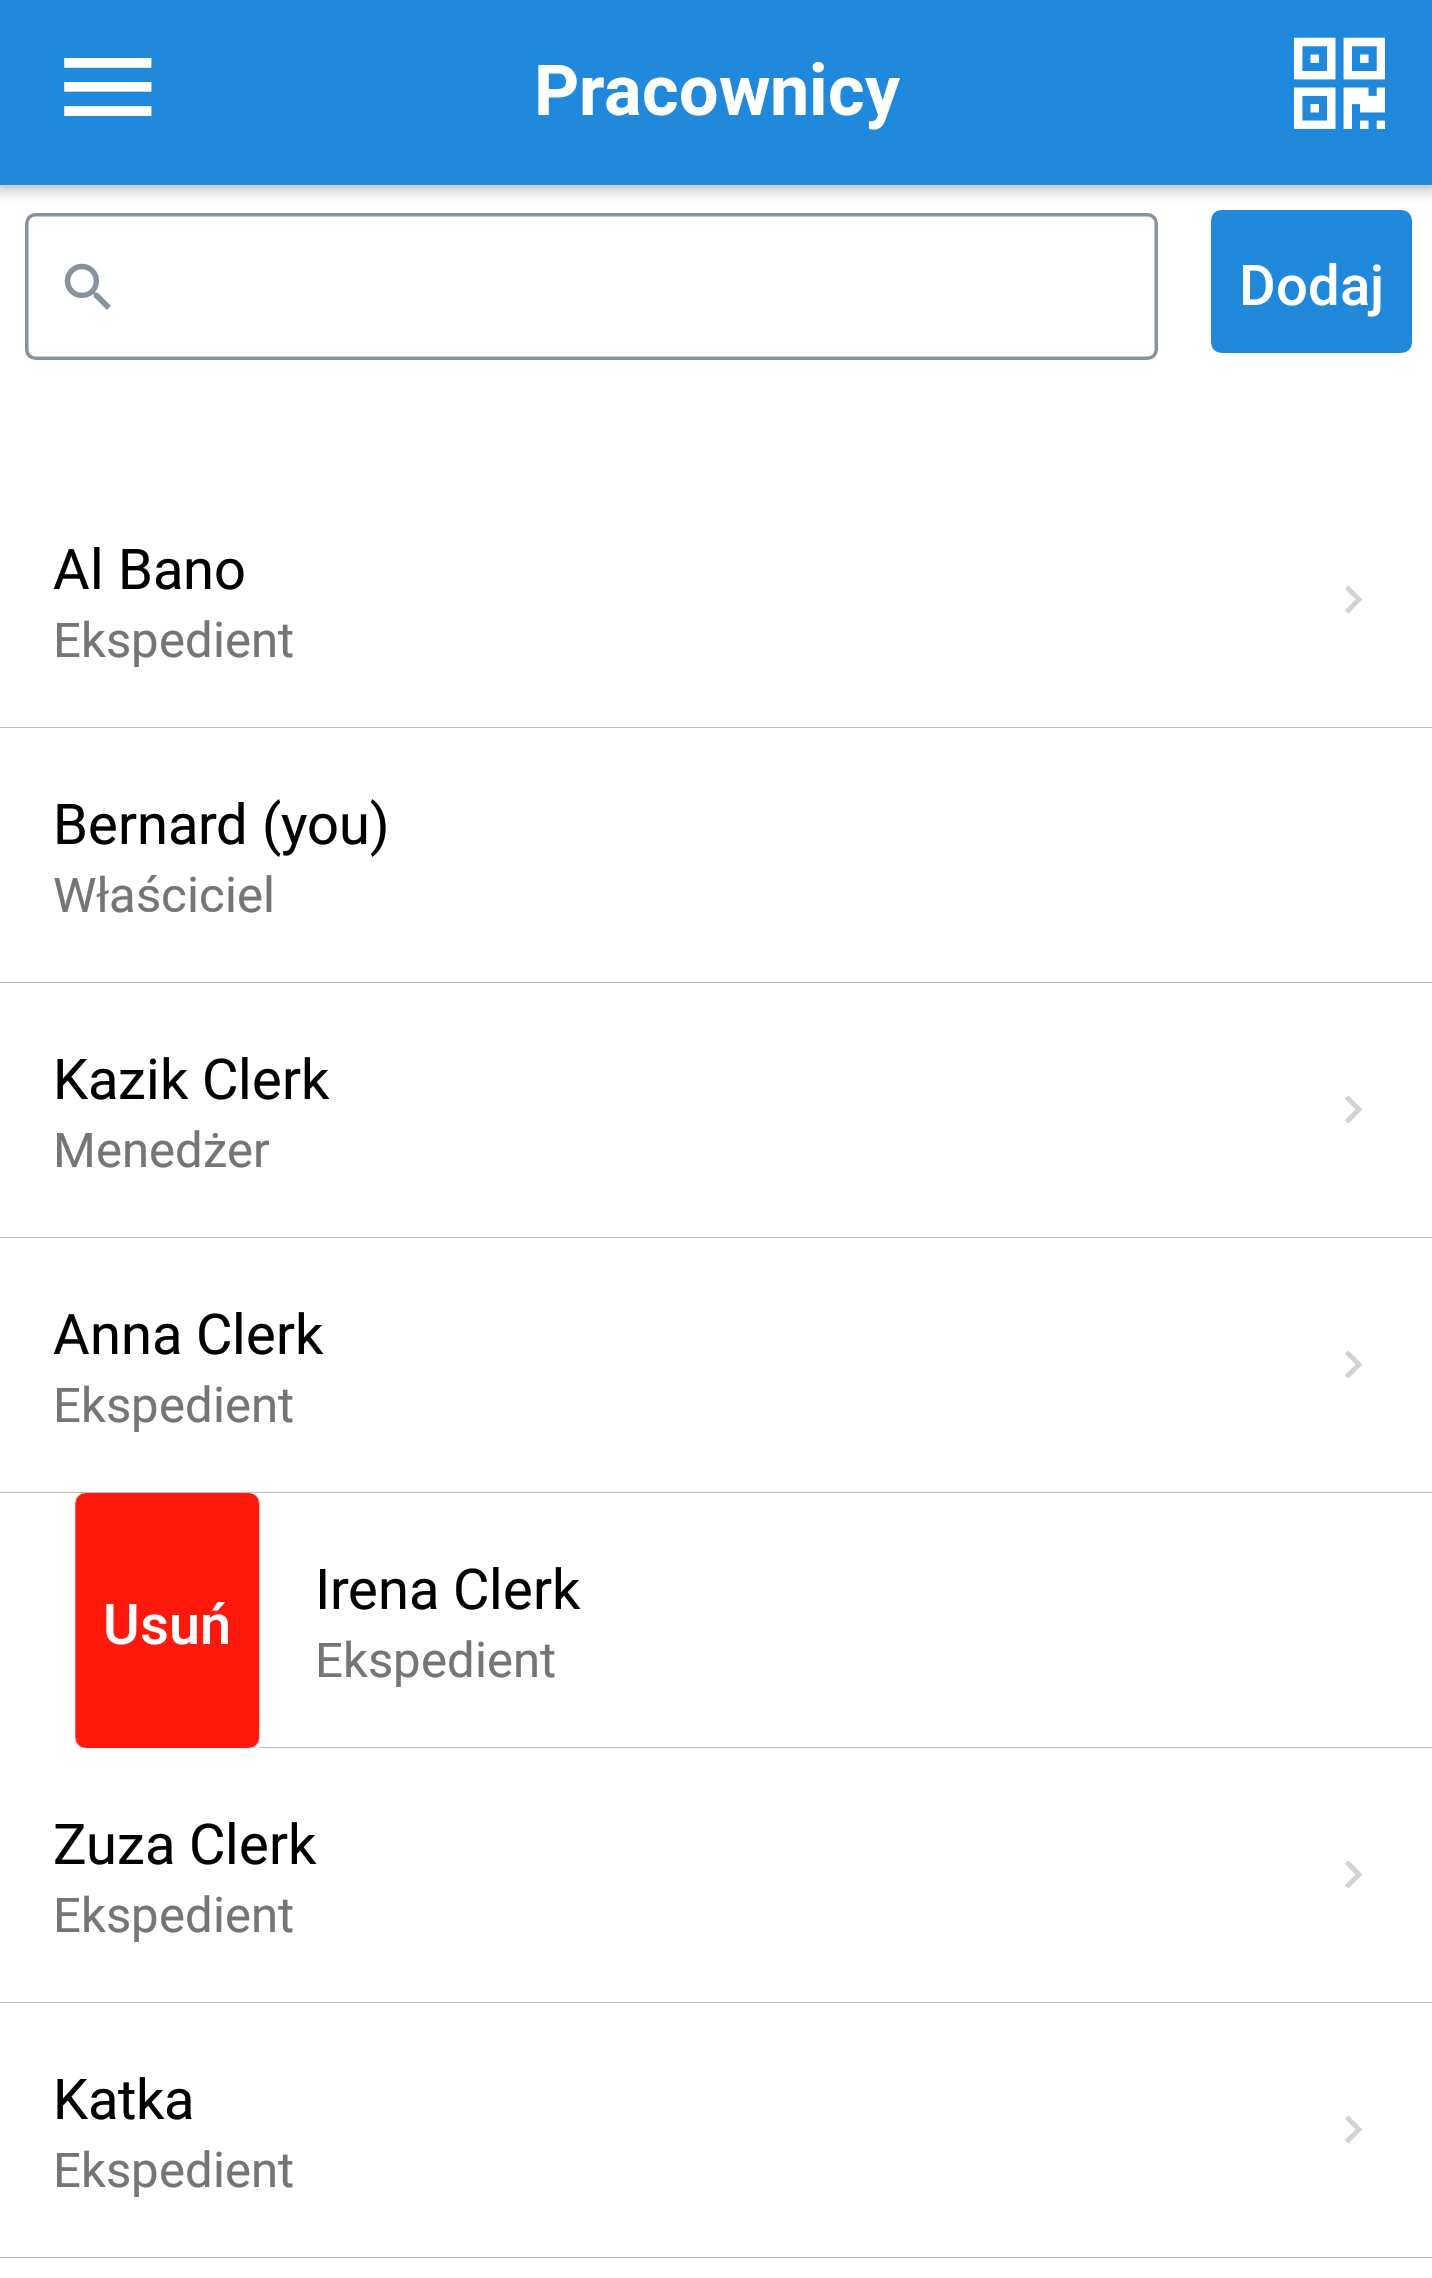 Pracownicy
Dodaj
Al Bano
Ekspedient
Bernard (you)
Właściciel
Kazik Clerk
Menedżer
Anna Clerk
Ekspedient
Usuń
Irena Clerk
Ekspedient
Zuza Clerk
Ekspedient
Katka
Ekspedient